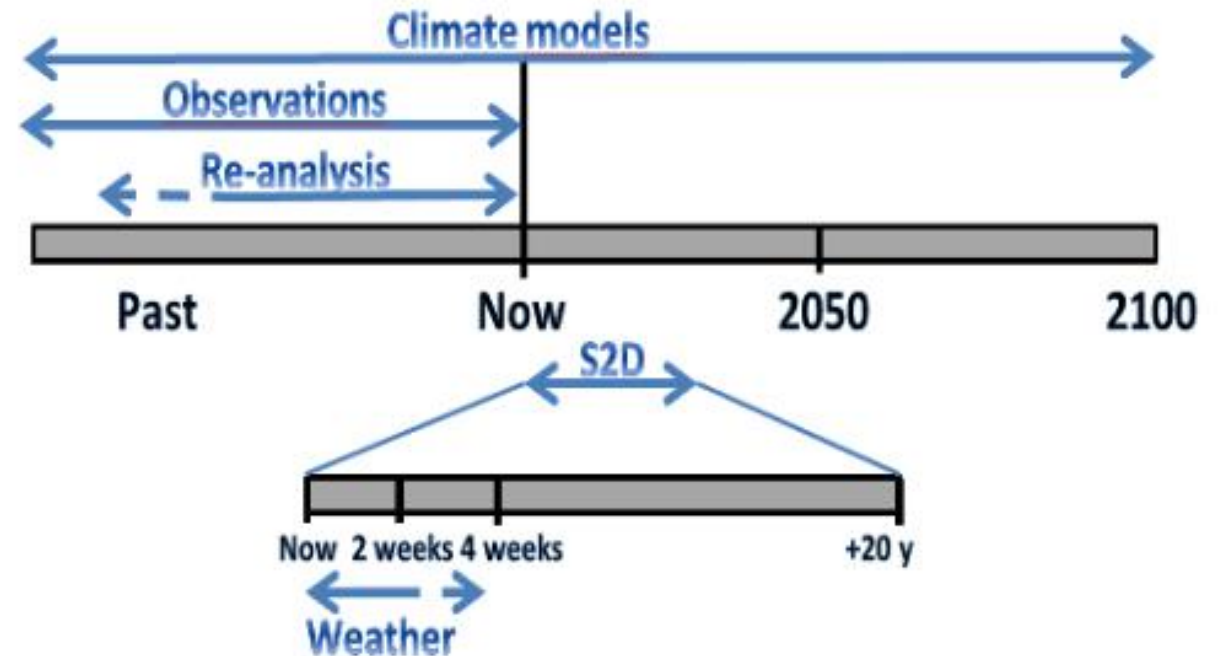 Climate models
Observations
Re-analysis
Past Now 2050 2100
S2D
Now 2 weeks 4 weeks +20 y
Weather